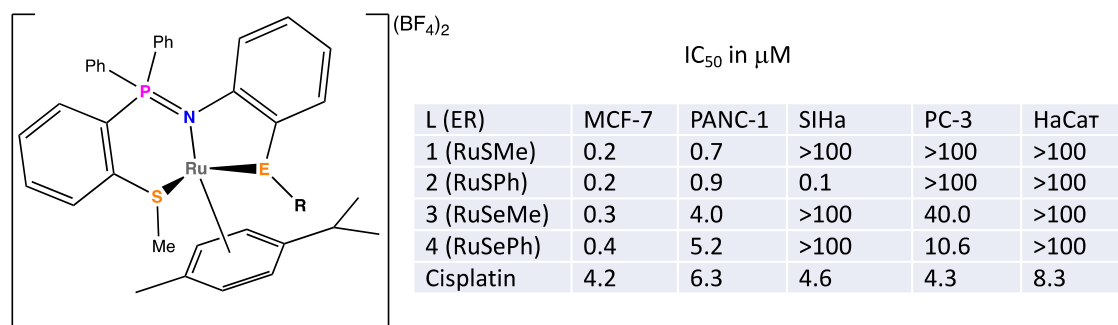 (BF₄)₂
Ph
Ph
P
N
Ru
E
S
R
Me
IC₅₀ in μM
L (ER) MCF-7 PANC-1 SIHa PC-3 HaCaт
1 (RuSMe) 0.2 0.7 >100 >100 >100
2 (RuSPh) 0.2 0.9 0.1 >100 >100
3 (RuSeMe) 0.3 4.0 >100 40.0 >100
4 (RuSePh) 0.4 5.2 >100 10.6 >100
Cisplatin 4.2 6.3 4.6 4.3 8.3